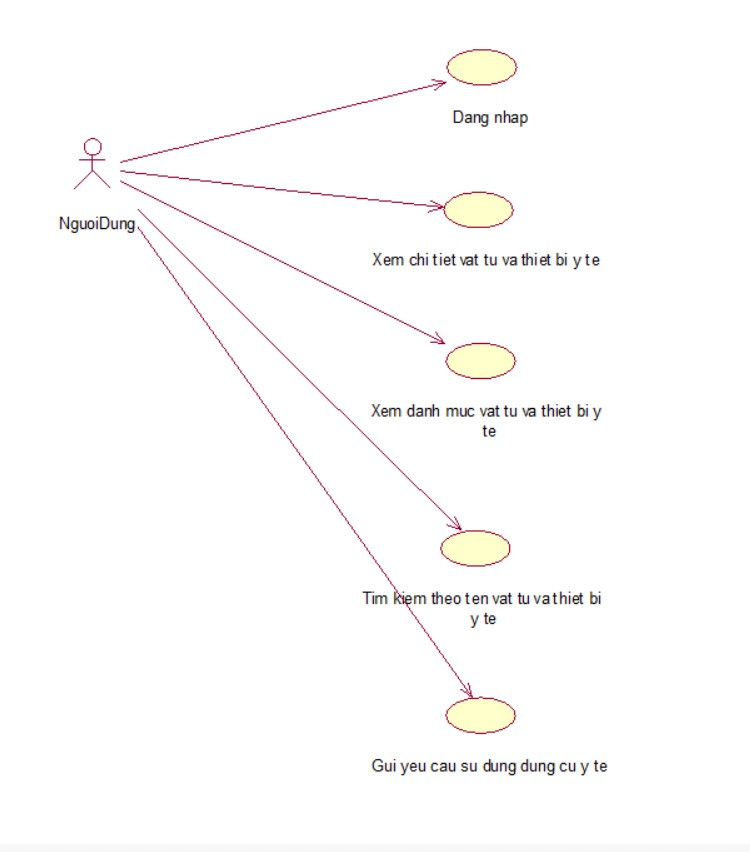 Dang nhap
NguoiDung
Xem chi tiet vat tu va thiet bi y te
Xem danh muc vat tu va thiet bi y
te
Tim kiem theo ten vat tu va thiet bi
y te
Gui yeu cau su dung dung cu y te